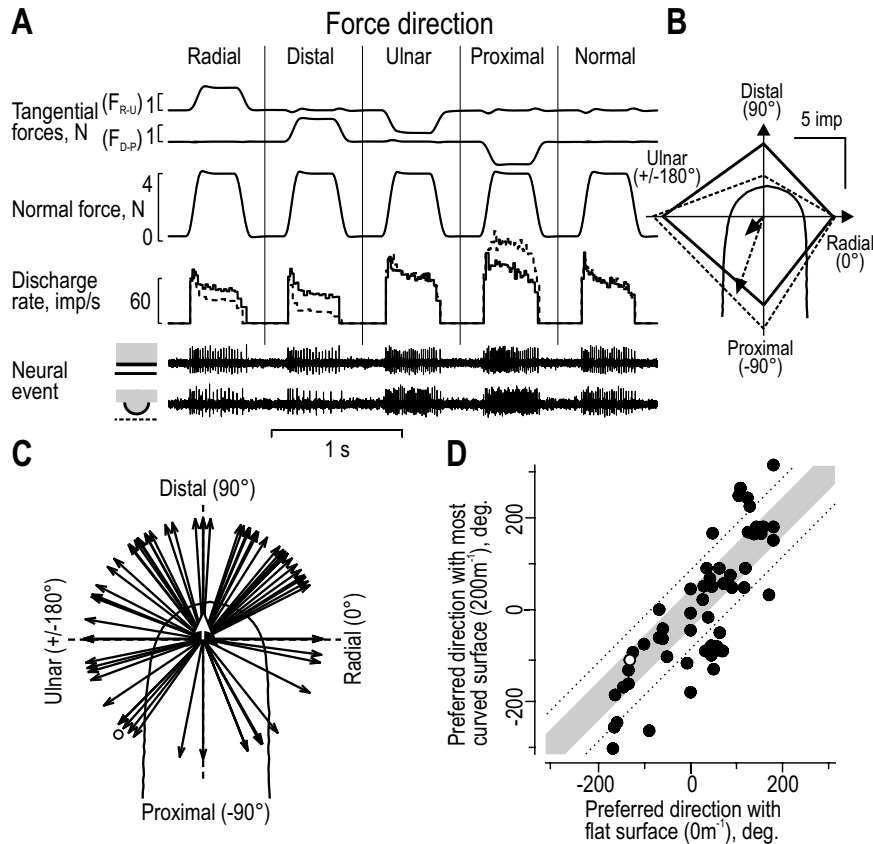 A
Force direction
Radial
Distal
Ulnar
Proximal
Normal
Tangential
forces, N
(F_R-U) 1
(F_D-P) 1
Normal force, N
4
0
Discharge
rate, imp/s
60
Neural
event
1 s
B
Distal
(90°)
5 imp
Ulnar
(+/-180°)
Radial
(0°)
Proximal
(-90°)
C
Distal (90°)
Ulnar (+/-180°)
Radial (0°)
Proximal (-90°)
D
Preferred direction with most
curved surface (200m⁻¹), deg.
200
0
-200
-200
0
200
Preferred direction with
flat surface (0m⁻¹), deg.